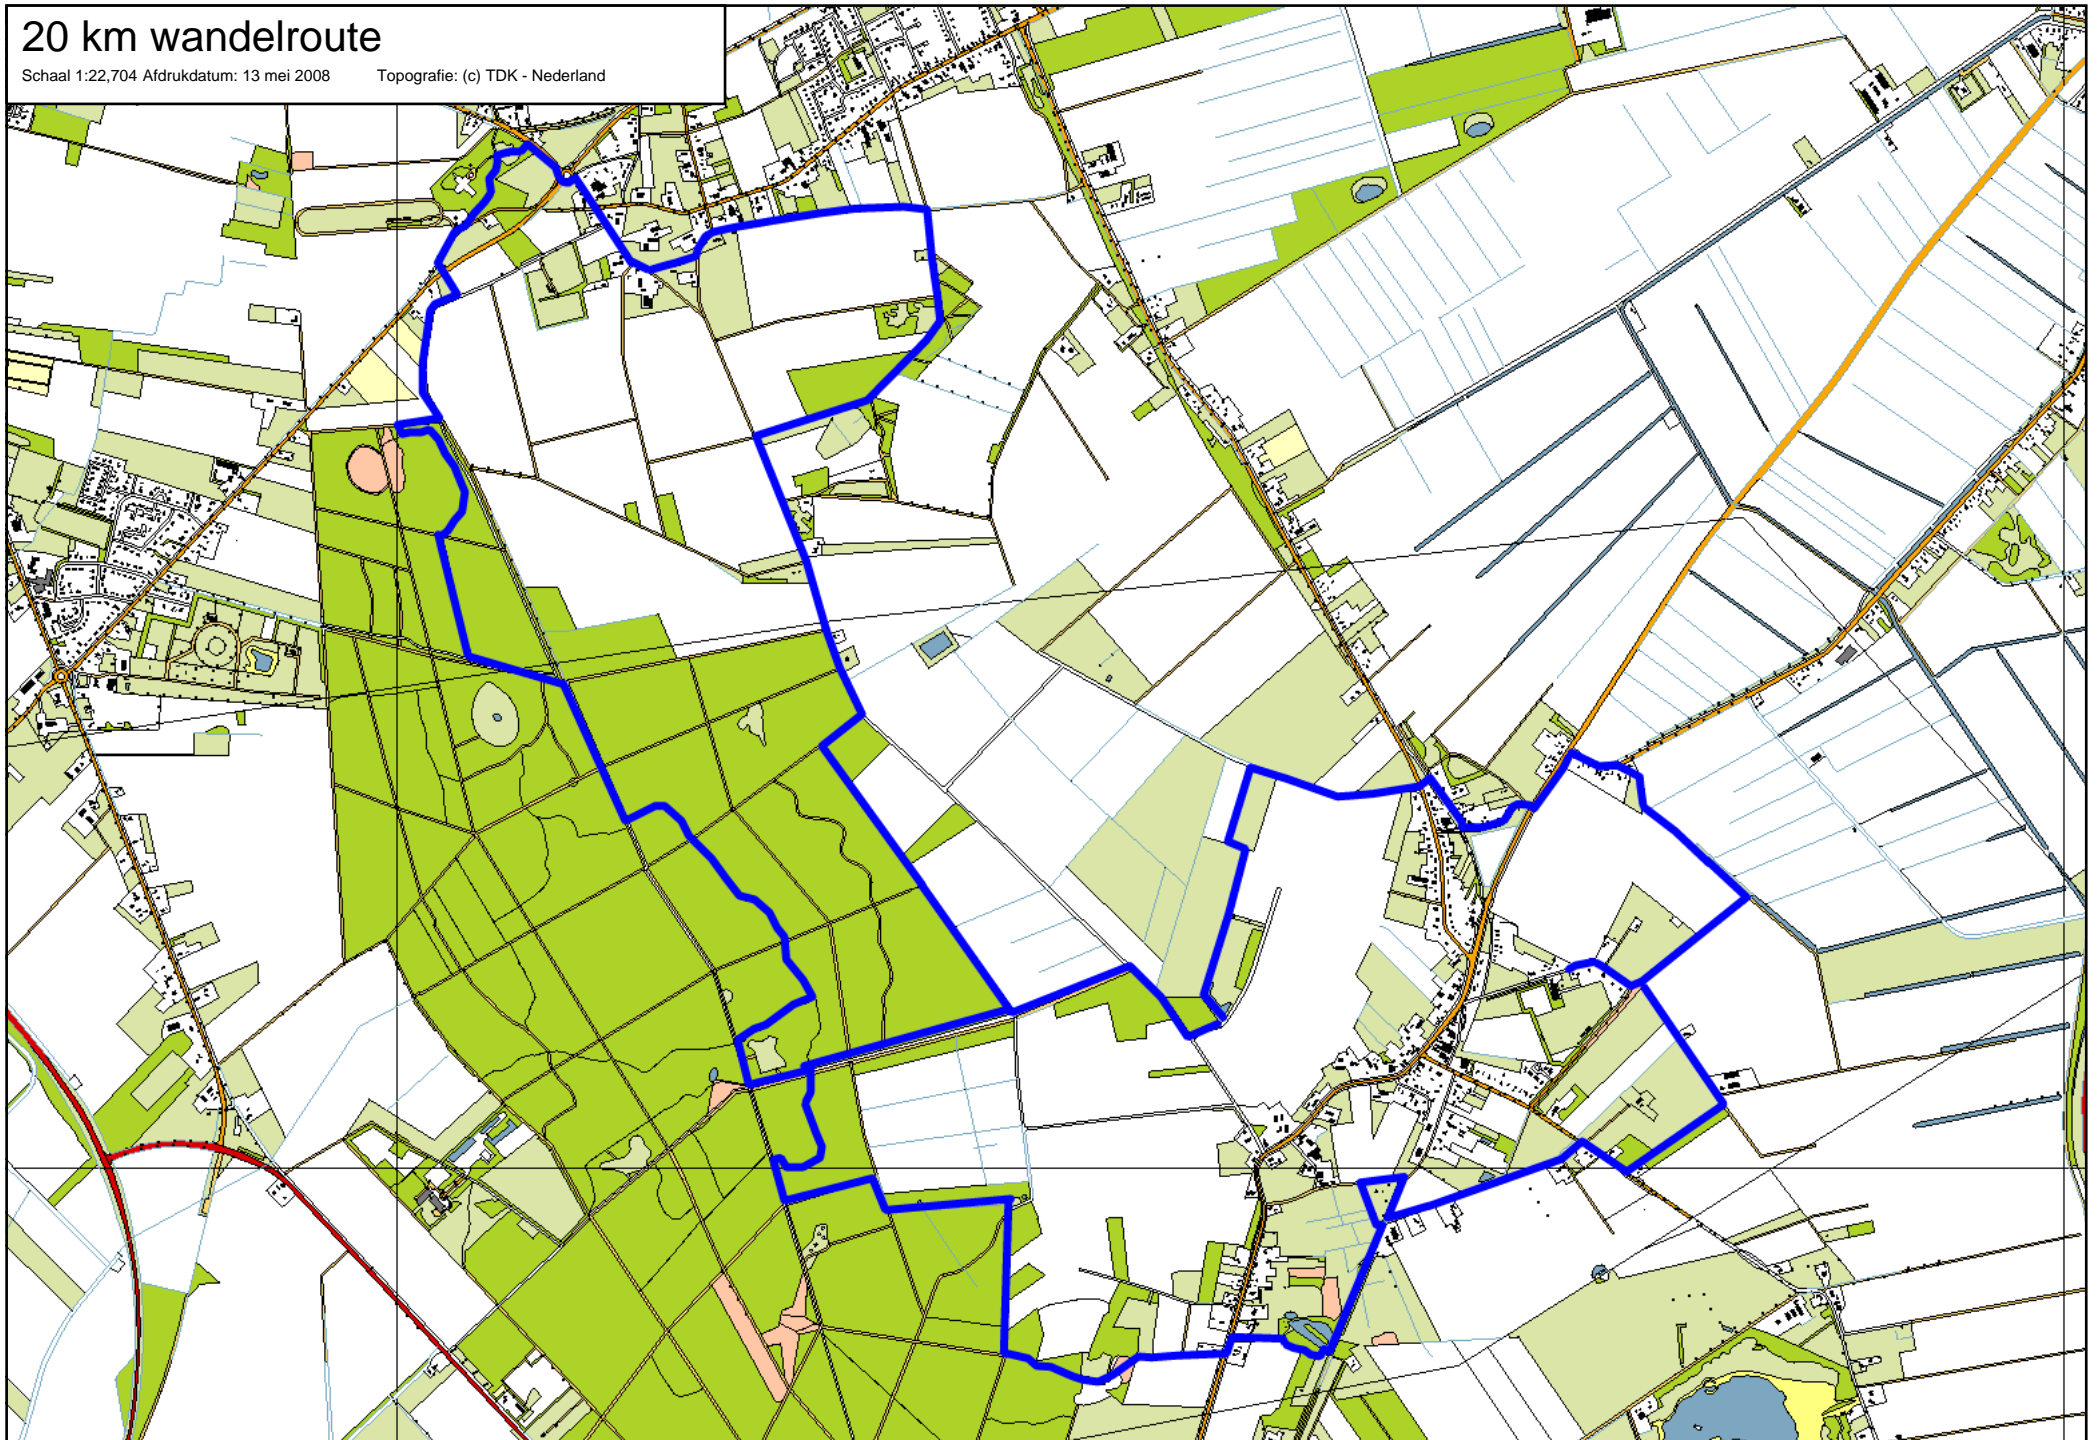 20 km wandelroute
Schaal 1:22,704 Afdrukdatum: 13 mei 2008 Topografie: (c) TDK - Nederland